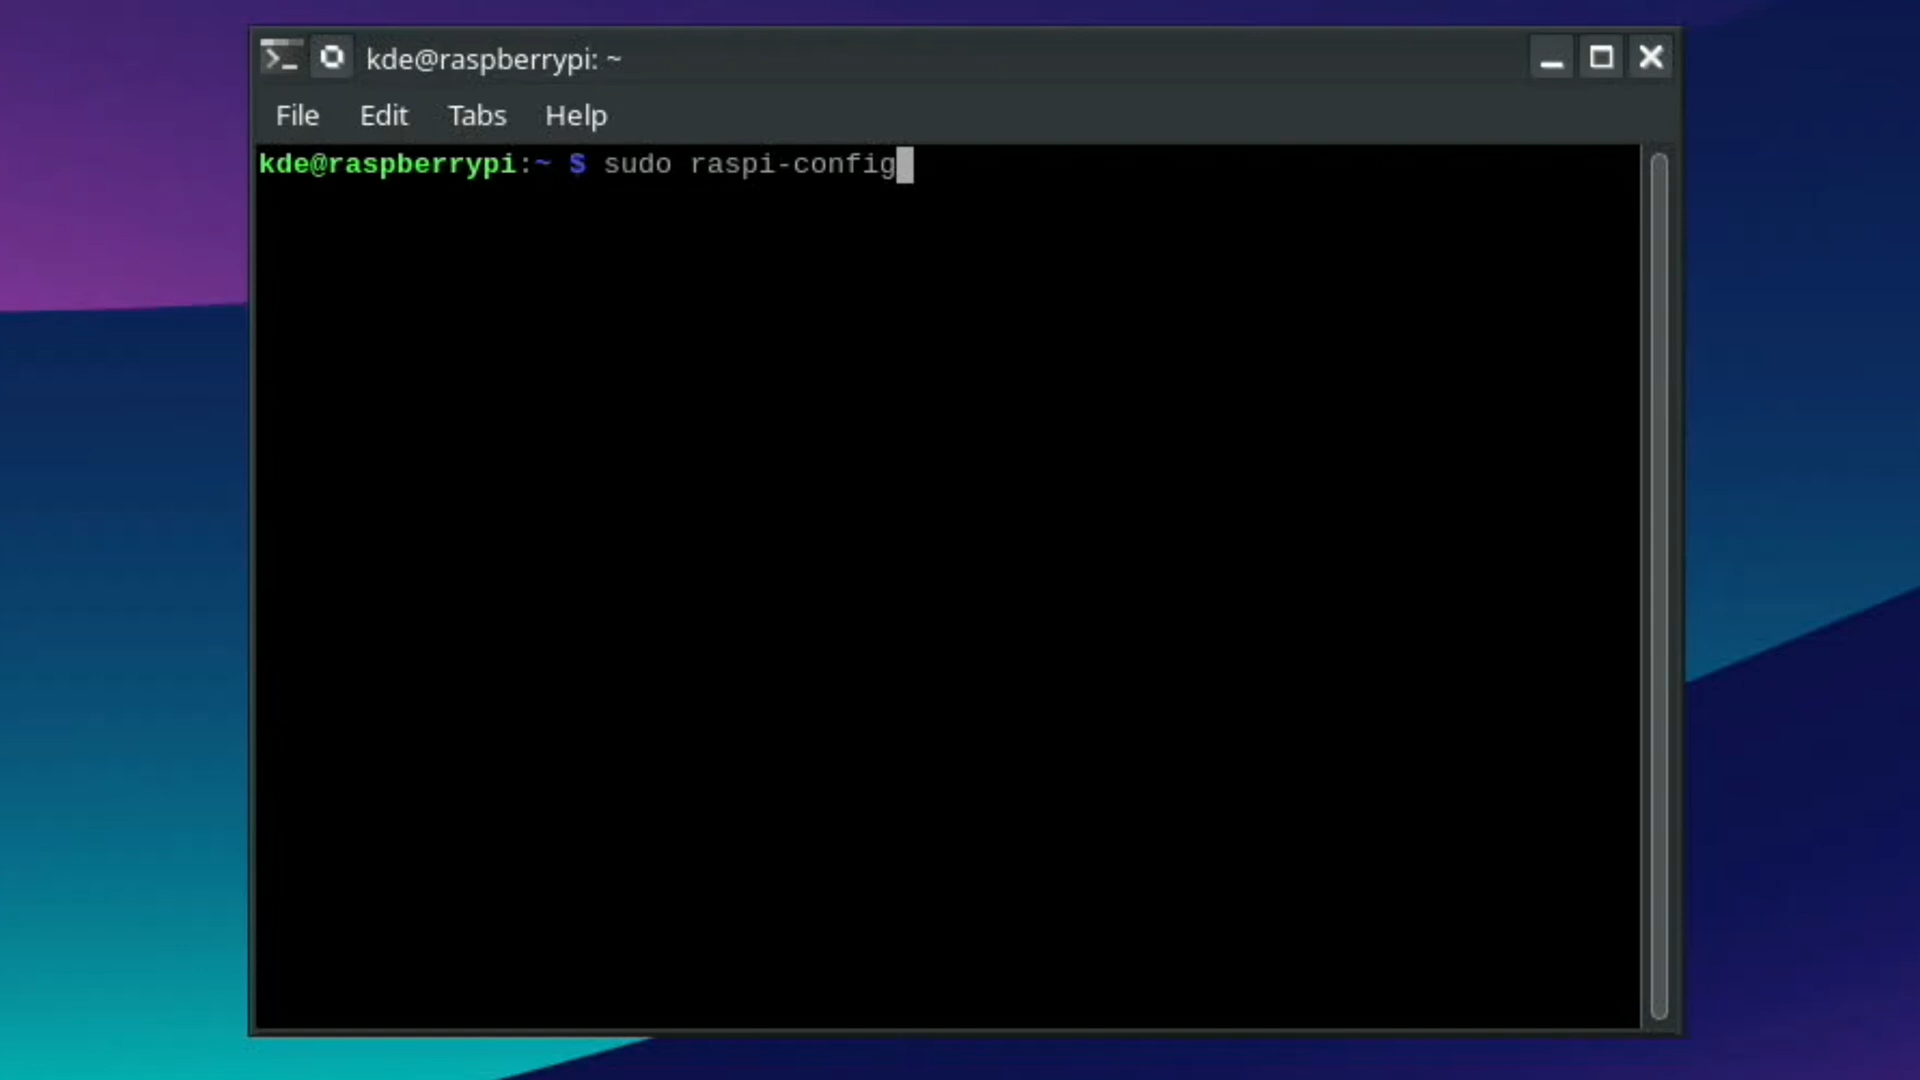 kde@raspberrypi: ~
File Edit Tabs Help
kde@raspberrypi:~ $ sudo raspi-config